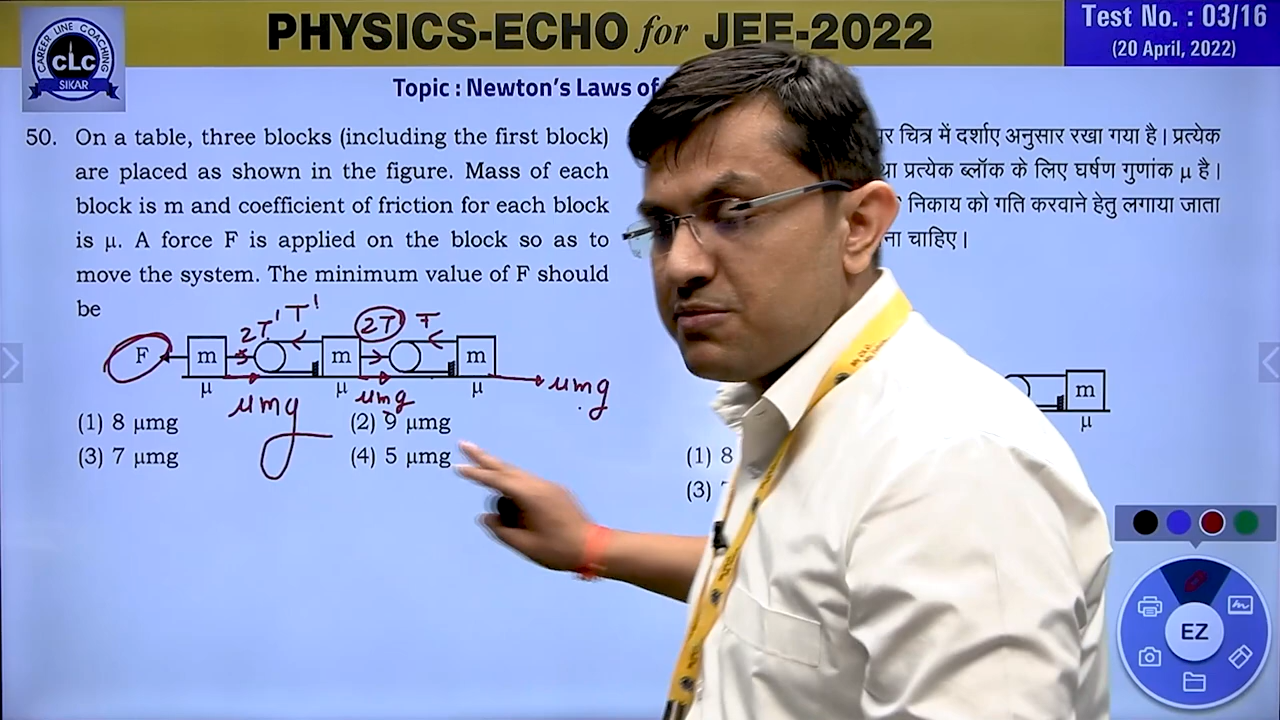 PHYSICS-ECHO for JEE-2022
Test No. : 03/16
(20 April, 2022)
CAREER LINE COACHING
CLC
SIKAR
Topic : Newton's Laws of
50. On a table, three blocks (including the first block)
are placed as shown in the figure. Mass of each
block is m and coefficient of friction for each block
is μ. A force F is applied on the block so as to
move the system. The minimum value of F should
be
चित्र में दर्शाए अनुसार रखा गया है। प्रत्येक
प्रत्येक ब्लॉक के लिए घर्षण गुणांक μ है।
निकाय को गति करवाने हेतु लगाया जाता
चाहिए।
2T' T' 2T T
F m m m
μ μ μ
μmg μmg μmg
(1) 8 μmg (2) 9 μmg
(3) 7 μmg (4) 5 μmg
m
μ
(1) 8
(3)
EZ